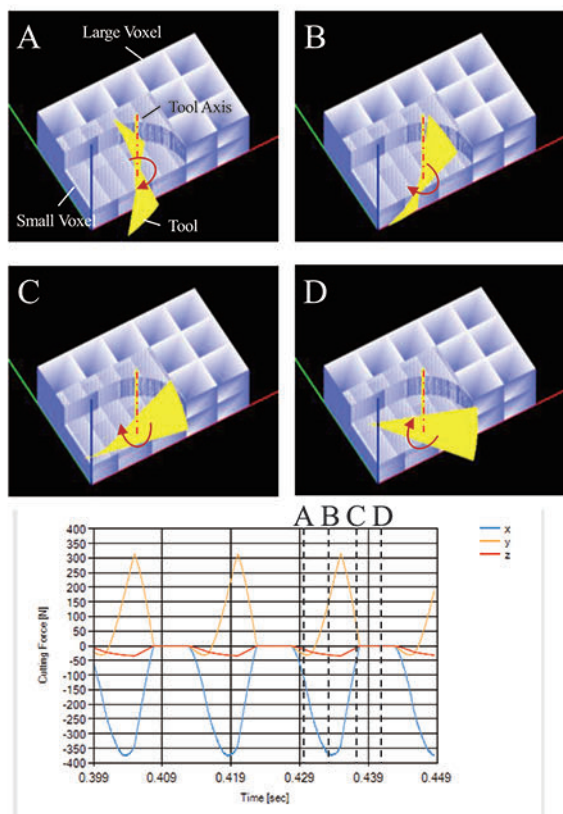 A
Large Voxel
Tool Axis
Small Voxel
Tool
B
C
D
A B C D
400
350
300
250
200
150
100
50
0
-50
-100
-150
-200
-250
-300
-350
-400
Cutting Force [N]
0.399 0.409 0.419 0.429 0.439 0.449
Time [sec]
x
y
z